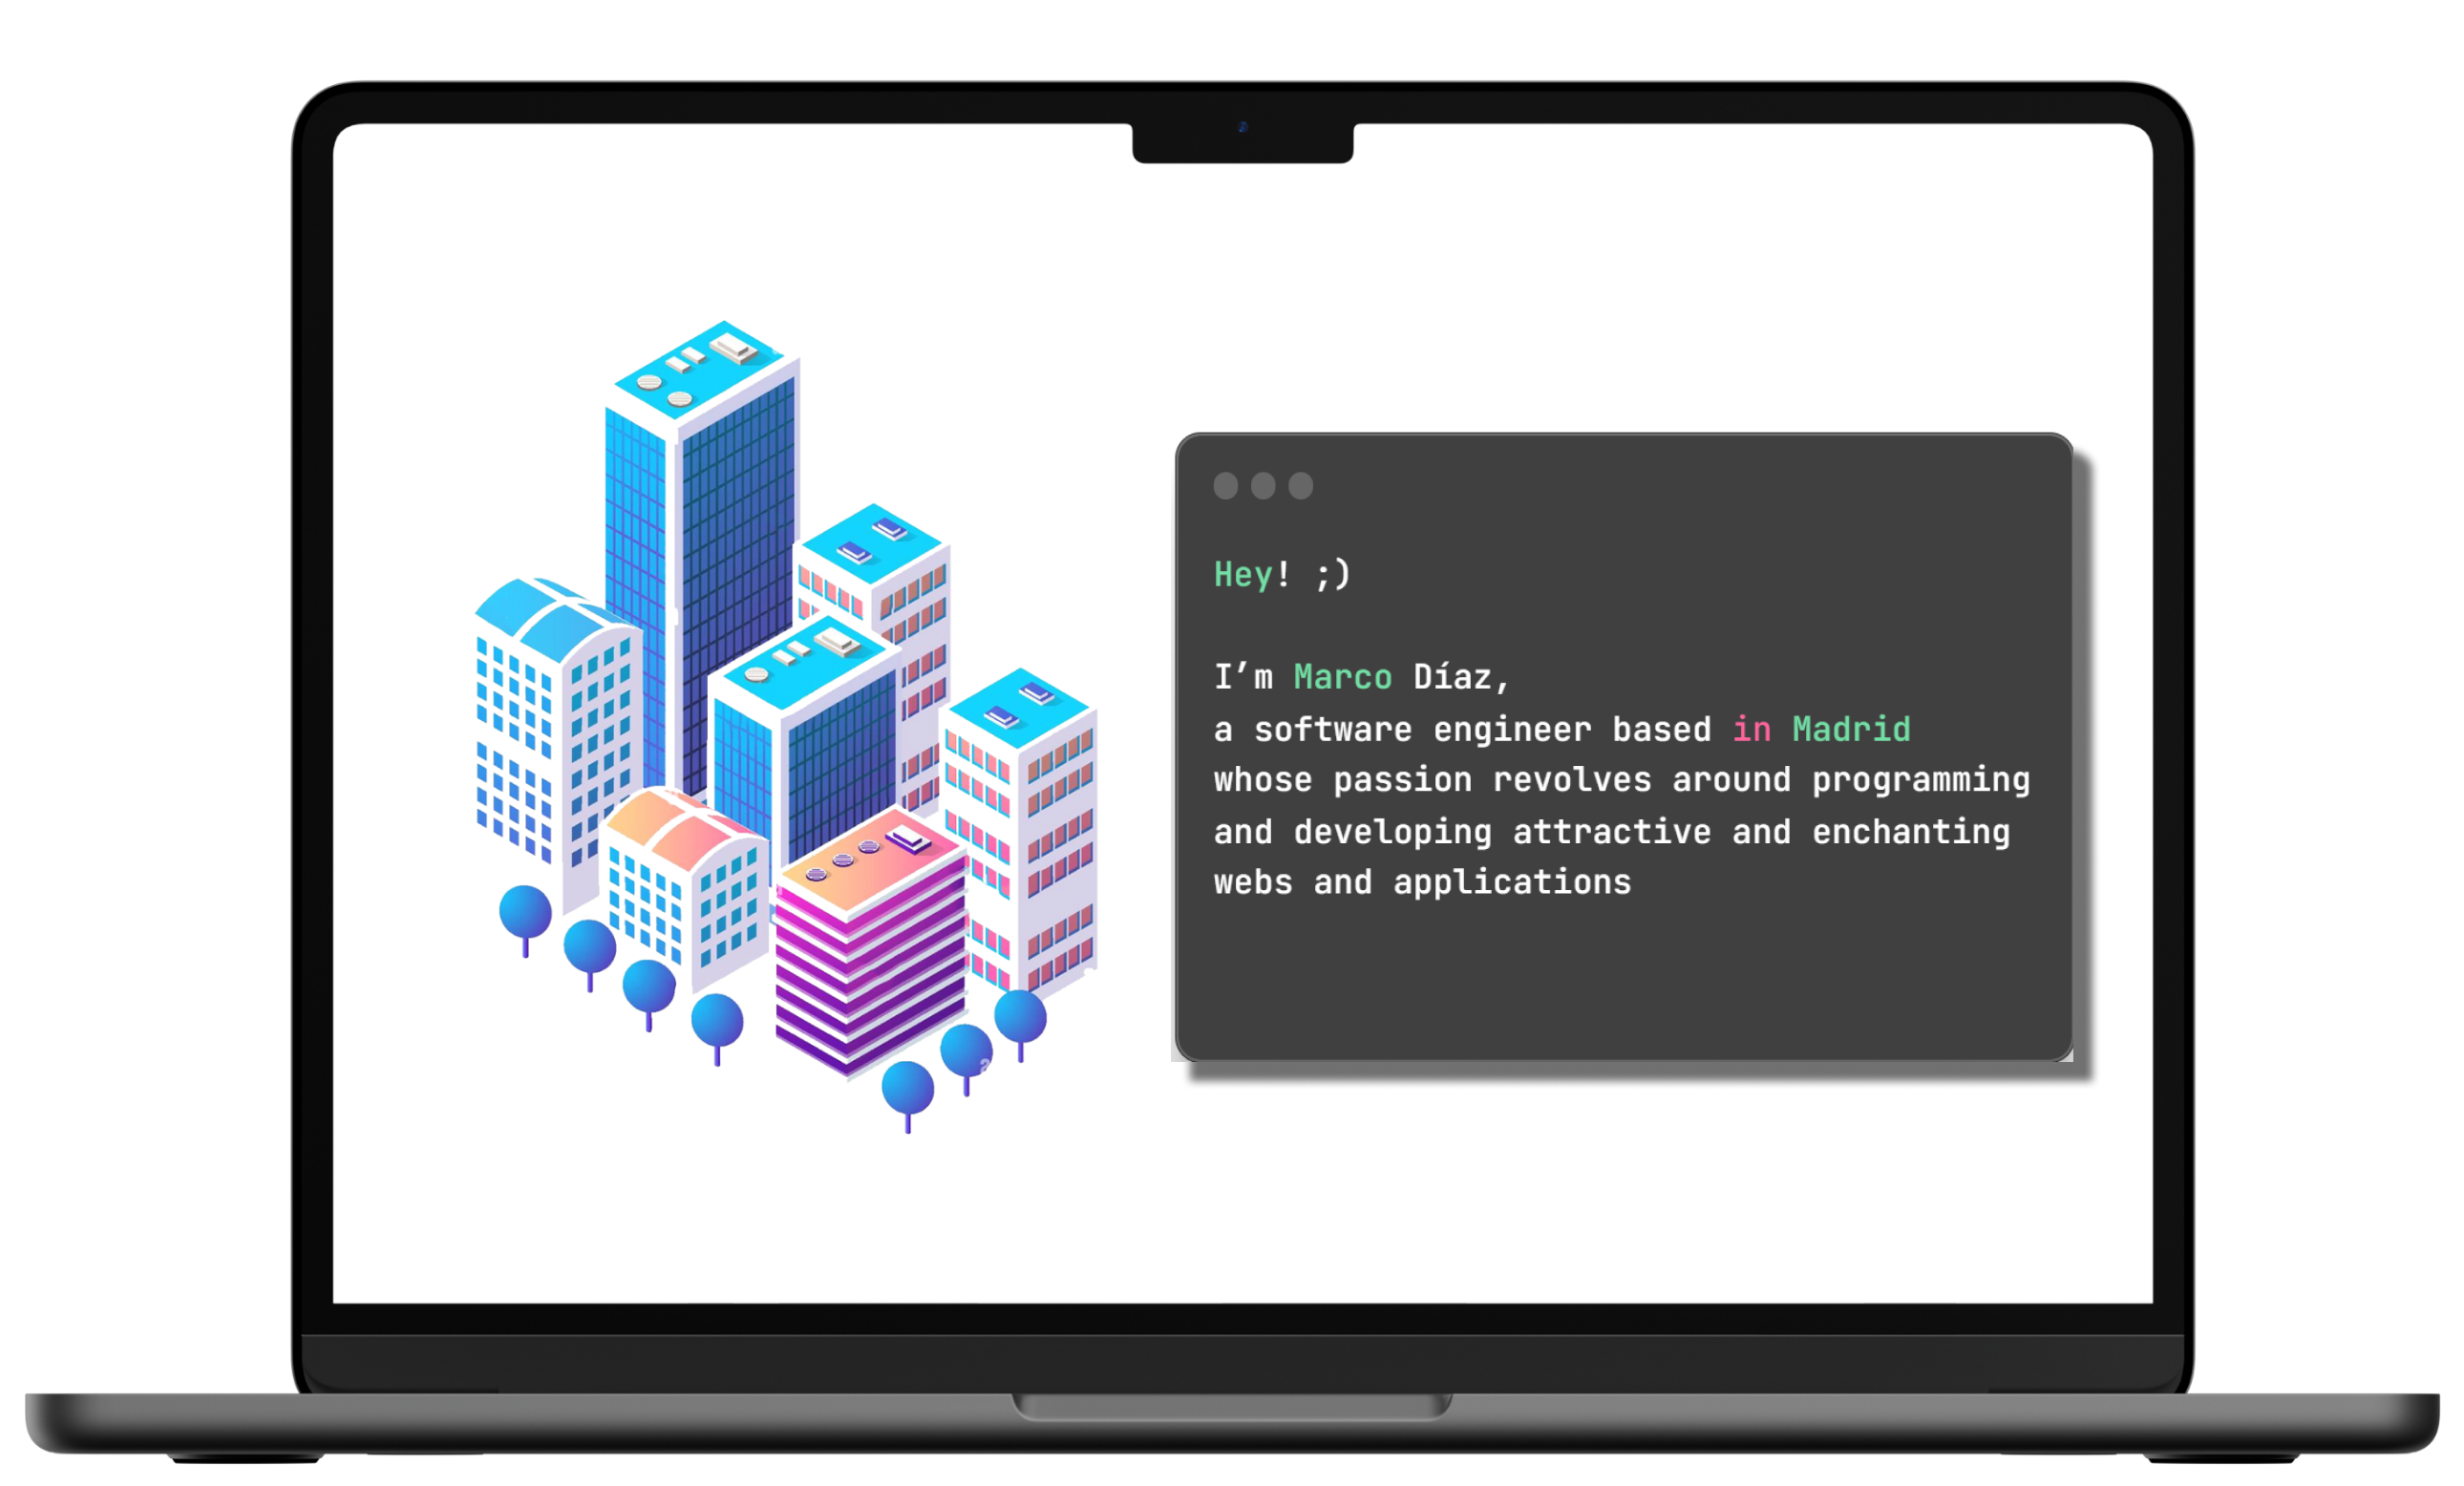 Hey! ;)
I’m Marco Díaz,
a software engineer based in Madrid
whose passion revolves around programming
and developing attractive and enchanting
webs and applications